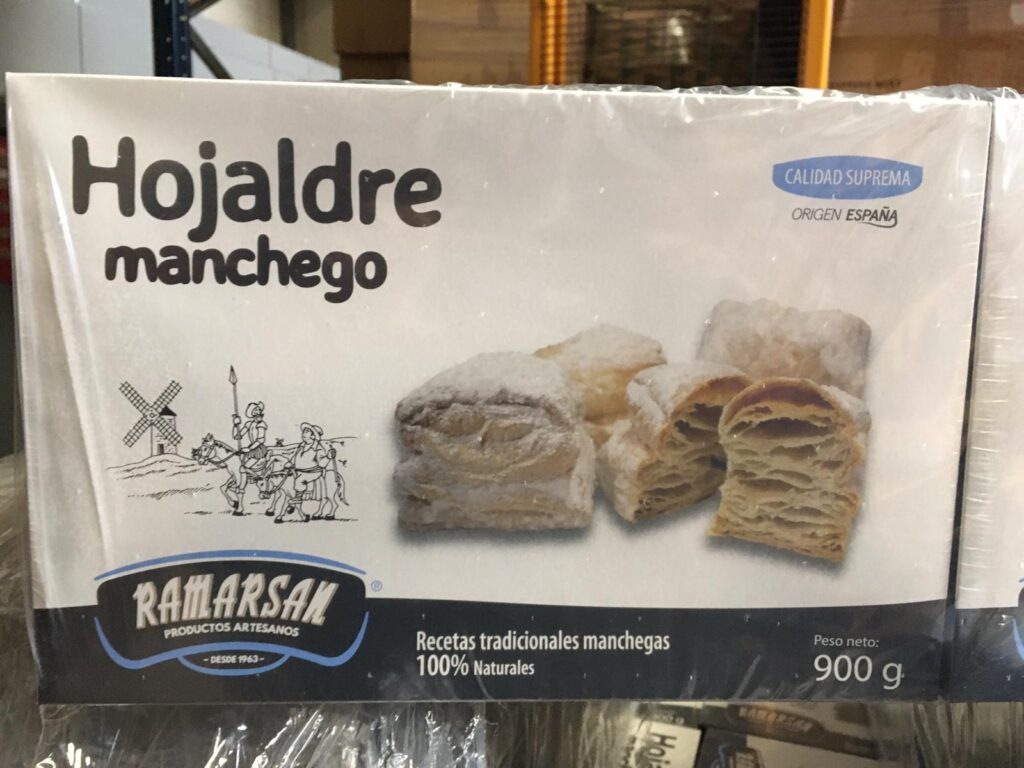 Hojaldre
manchego
CALIDAD SUPREMA
ORIGEN ESPAÑA
RAMARSAN
®
PRODUCTOS ARTESANOS
- DESDE 1963 -
Recetas tradicionales manchegas
100% Naturales
Peso neto:
900 g